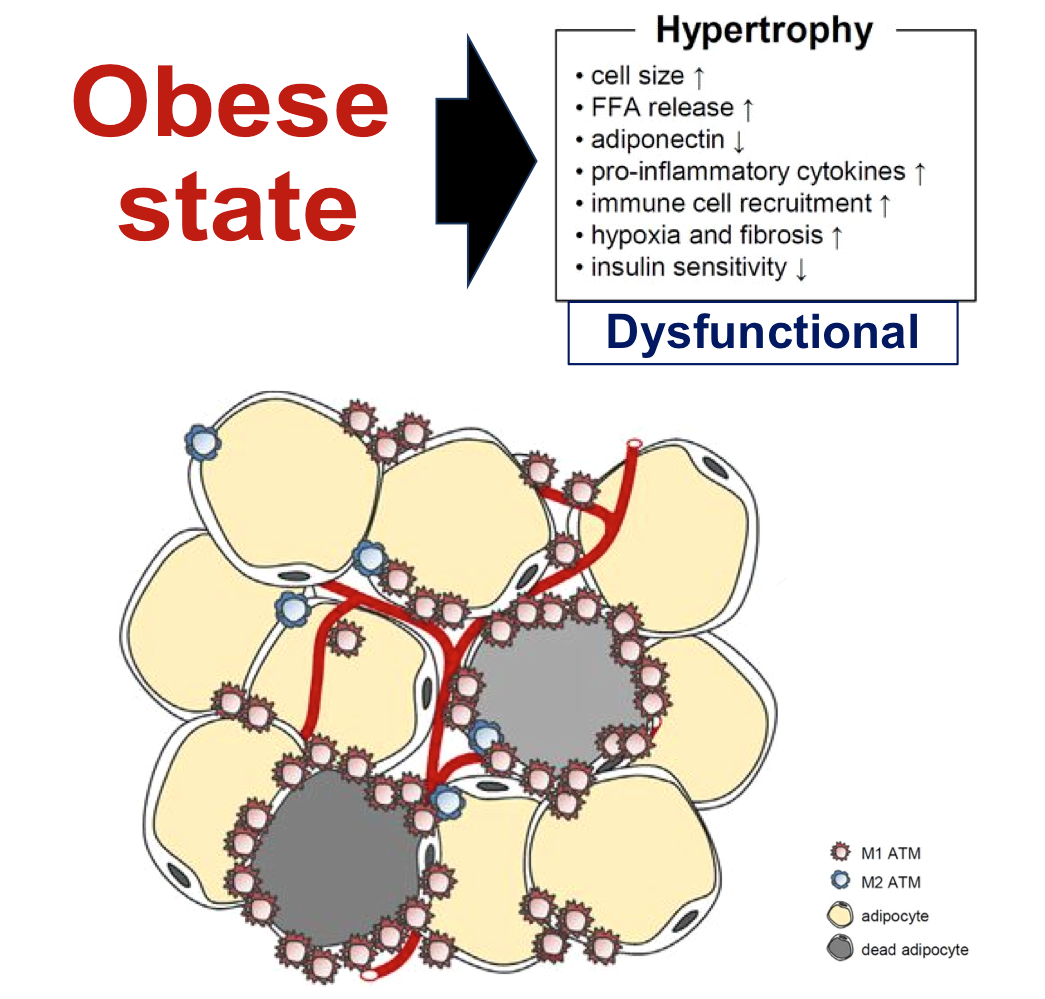 Obese
state
Hypertrophy
• cell size ↑
• FFA release ↑
• adiponectin ↓
• pro-inflammatory cytokines ↑
• immune cell recruitment ↑
• hypoxia and fibrosis ↑
• insulin sensitivity ↓
Dysfunctional
M1 ATM
M2 ATM
adipocyte
dead adipocyte